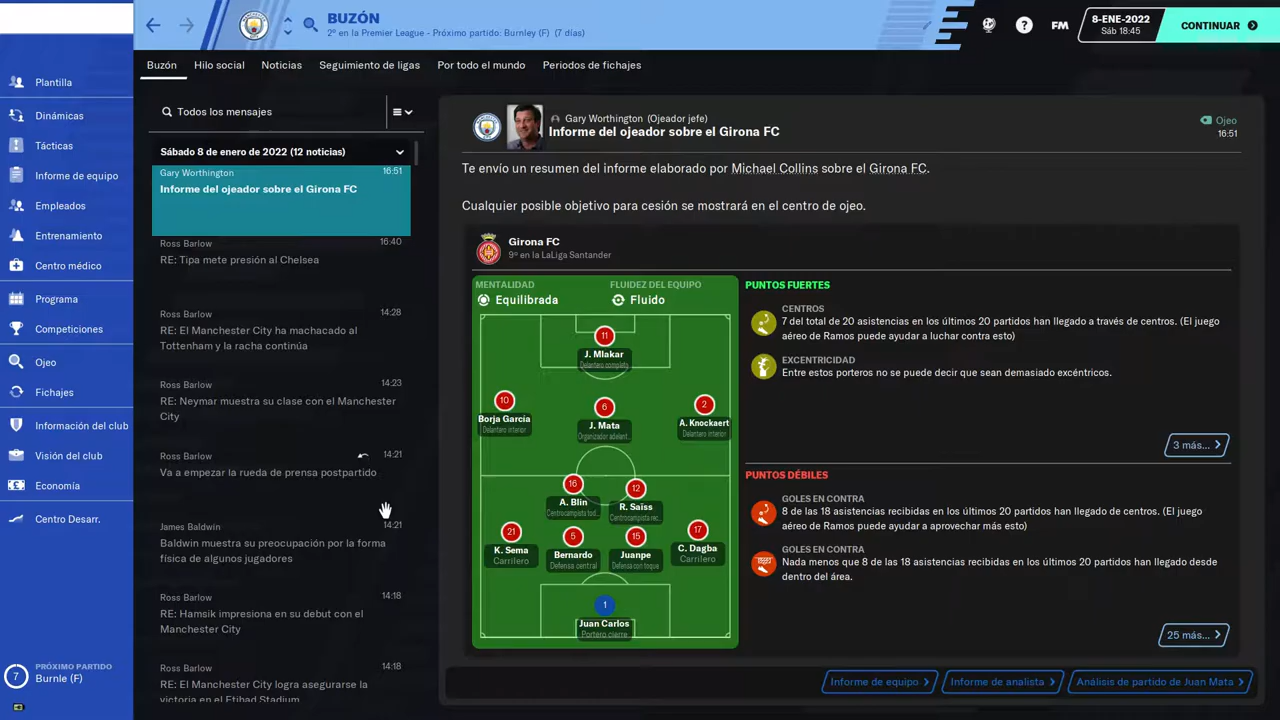 BUZÓN
2º en la Premier League - Próximo partido: Burnley (F) (7 días)
FM
8-ENE-2022
Sáb 18:45
CONTINUAR
Buzón
Hilo social
Noticias
Seguimiento de ligas
Por todo el mundo
Periodos de fichajes
Plantilla
Dinámicas
Tácticas
Informe de equipo
Empleados
Entrenamiento
Centro médico
Programa
Competiciones
Ojeo
Fichajes
Información del club
Visión del club
Economía
Centro Desarr.
7
PRÓXIMO PARTIDO
Burnle (F)
Todos los mensajes
Sábado 8 de enero de 2022 (12 noticias)
Gary Worthington 16:51
Informe del ojeador sobre el Girona FC
Ross Barlow 16:40
RE: Tipa mete presión al Chelsea
Ross Barlow 14:28
RE: El Manchester City ha machacado al
Tottenham y la racha continúa
Ross Barlow 14:23
RE: Neymar muestra su clase con el Manchester
City
Ross Barlow 14:21
Va a empezar la rueda de prensa postpartido
James Baldwin 14:21
Baldwin muestra su preocupación por la forma
física de algunos jugadores
Ross Barlow 14:18
RE: Hamsik impresiona en su debut con el
Manchester City
Ross Barlow 14:18
RE: El Manchester City logra asegurarse la
victoria en el Etihad Stadium
Gary Worthington (Ojeador jefe)
Informe del ojeador sobre el Girona FC
Ojeo
16:51
Te envío un resumen del informe elaborado por Michael Collins sobre el Girona FC.
Cualquier posible objetivo para cesión se mostrará en el centro de ojeo.
Girona FC
9º en la LaLiga Santander
MENTALIDAD
Equilibrada
FLUIDEZ DEL EQUIPO
Fluido
11
J. Mlakar
Delantero completo
10
Borja García
Delantero interior
6
J. Mata
Organizador adelant...
2
A. Knockaert
Delantero interior
16
A. Blin
Centrocampista tod...
12
R. Saïss
Centrocampista rec...
21
K. Sema
Carrilero
5
Bernardo
Defensa central
15
Juanpe
Defensa con toque
17
C. Dagba
Carrilero
1
Juan Carlos
Portero cierre
PUNTOS FUERTES
CENTROS
7 del total de 20 asistencias en los últimos 20 partidos han llegado a través de centros. (El juego
aéreo de Ramos puede ayudar a luchar contra esto)
EXCENTRICIDAD
Entre estos porteros no se puede decir que sean demasiado excéntricos.
3 más...
PUNTOS DÉBILES
GOLES EN CONTRA
8 de las 18 asistencias recibidas en los últimos 20 partidos han llegado de centros. (El juego
aéreo de Ramos puede ayudar a aprovechar más esto)
GOLES EN CONTRA
Nada menos que 8 de las 18 asistencias recibidas en los últimos 20 partidos han llegado desde
dentro del área.
25 más...
Informe de equipo
Informe de analista
Análisis de partido de Juan Mata